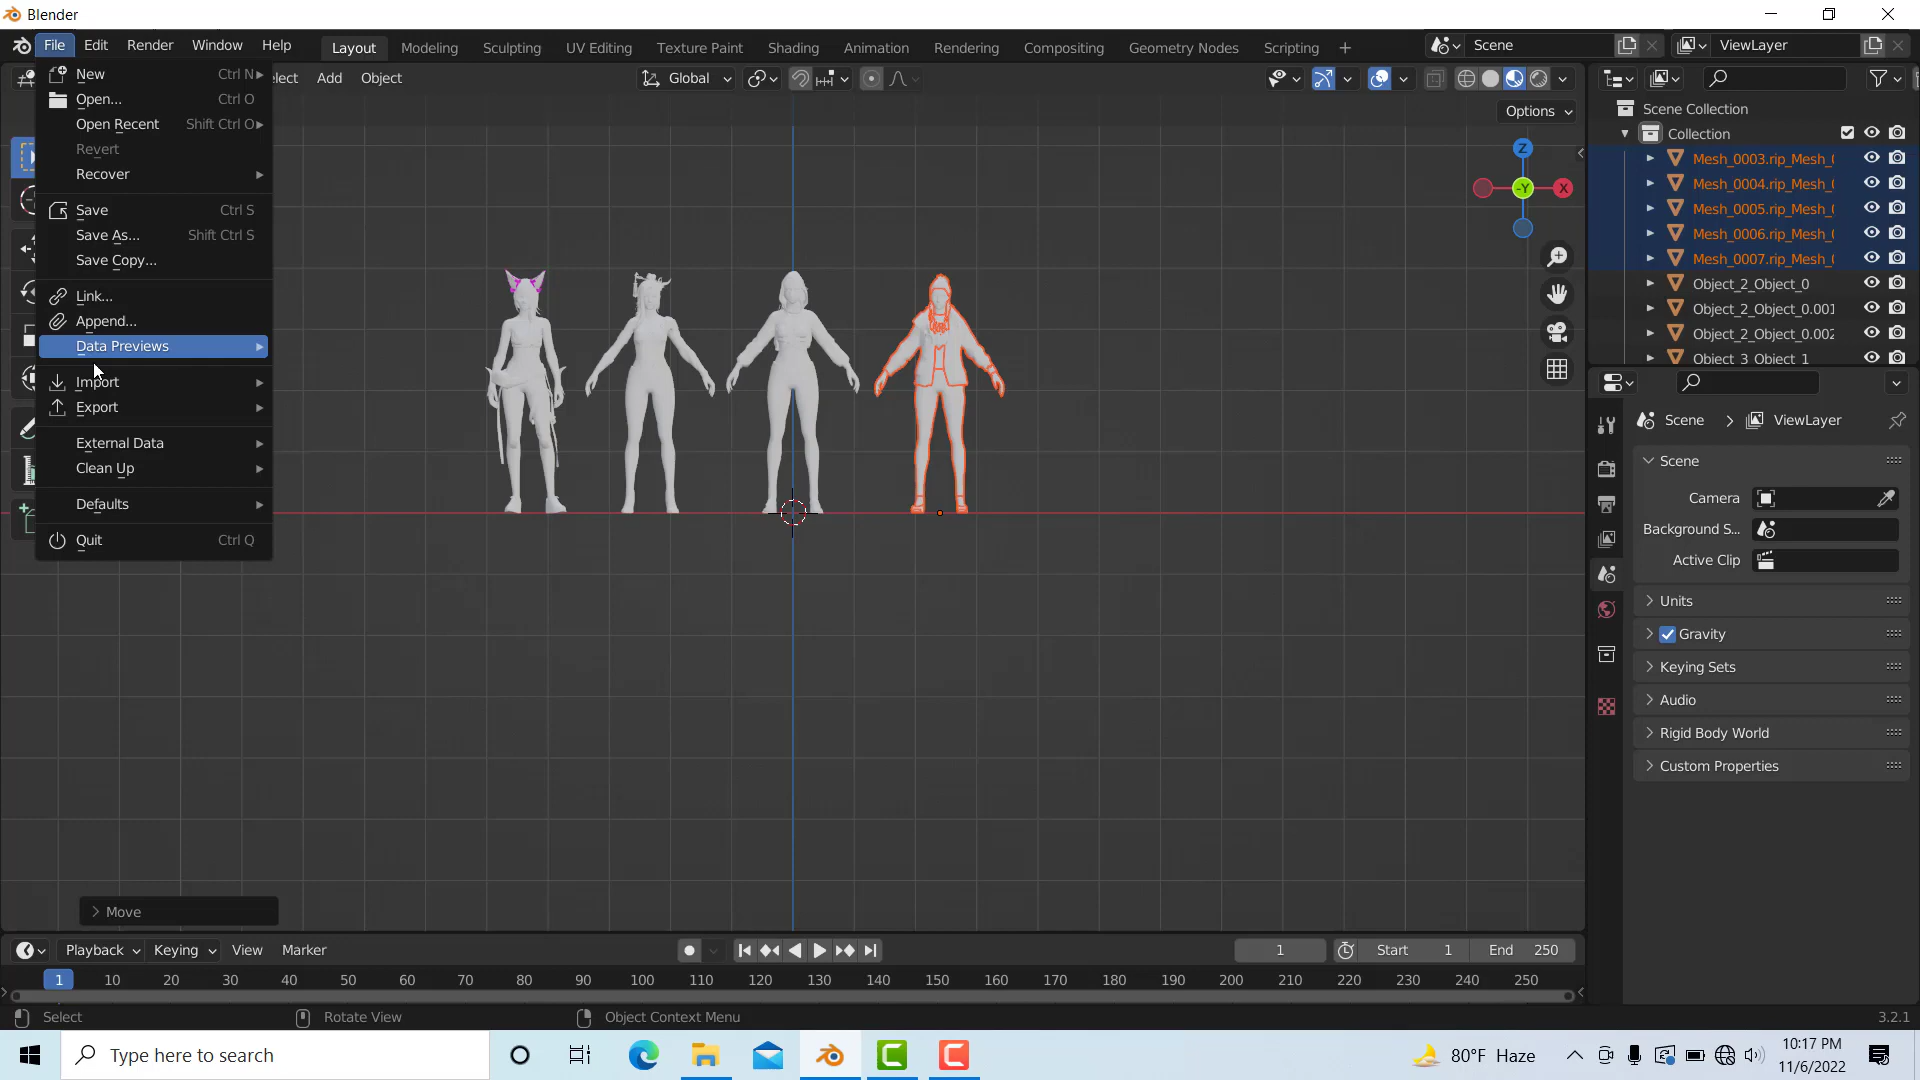 Blender
File Edit Render Window Help Layout Modeling Sculpting UV Editing Texture Paint Shading Animation Rendering Compositing Geometry Nodes Scripting + Scene ViewLayer
New Ctrl N
Open... Ctrl O
Open Recent Shift Ctrl O
Revert
Recover
Save Ctrl S
Save As... Shift Ctrl S
Save Copy...
Link...
Append...
Data Previews
Import
Export
External Data
Clean Up
Defaults
Quit Ctrl Q
Add Object Global
Options
Z
-Y X
Scene Collection
Collection
Mesh_0003.rip_Mesh_
Mesh_0004.rip_Mesh_
Mesh_0005.rip_Mesh_
Mesh_0006.rip_Mesh_
Mesh_0007.rip_Mesh_
Object_2_Object_0
Object_2_Object_0.001
Object_2_Object_0.002
Object_3_Object_1
Scene > ViewLayer
Scene
Camera
Background S...
Active Clip
Units
Gravity
Keying Sets
Audio
Rigid Body World
Custom Properties
Move
Playback Keying View Marker 1 Start 1 End 250
1 10 20 30 40 50 60 70 80 90 100 110 120 130 140 150 160 170 180 190 200 210 220 230 240 250
Select Rotate View Object Context Menu 3.2.1
Type here to search 80°F Haze 10:17 PM
11/6/2022